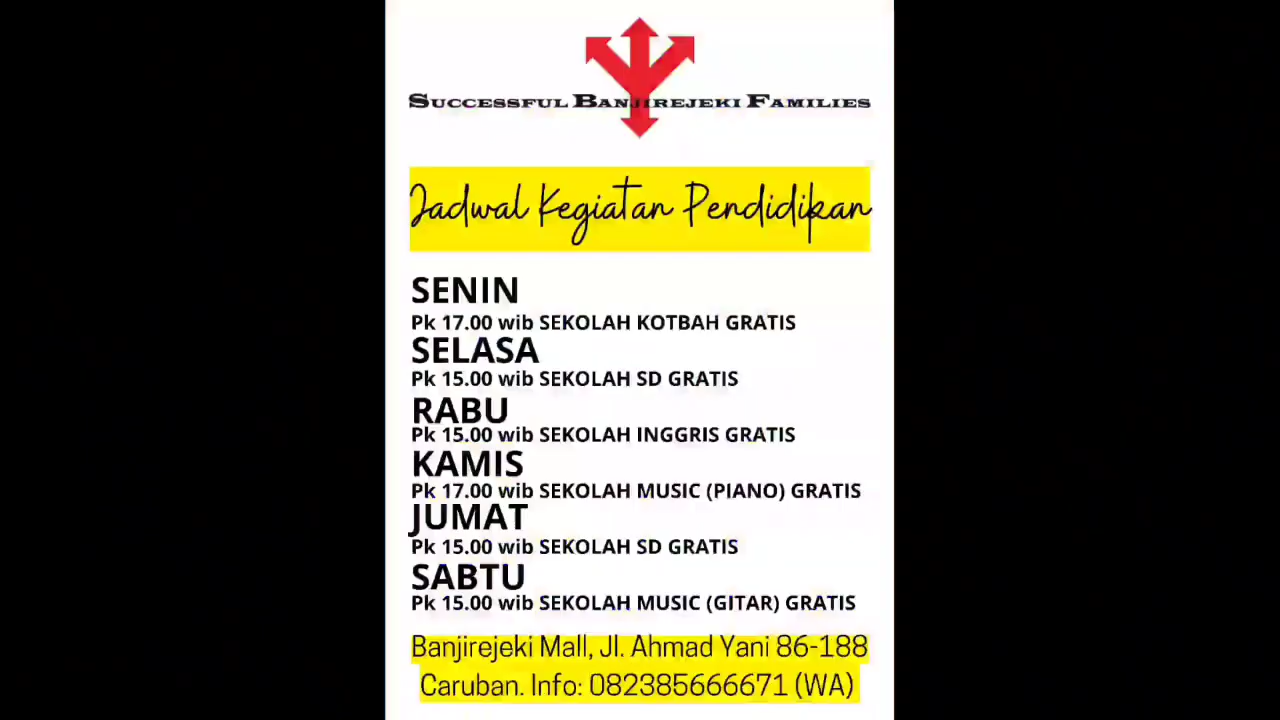 Successful Banjirejeki Families
Jadwal Kegiatan Pendidikan
SENIN
Pk 17.00 wib SEKOLAH KOTBAH GRATIS
SELASA
Pk 15.00 wib SEKOLAH SD GRATIS
RABU
Pk 15.00 wib SEKOLAH INGGRIS GRATIS
KAMIS
Pk 17.00 wib SEKOLAH MUSIC (PIANO) GRATIS
JUMAT
Pk 15.00 wib SEKOLAH SD GRATIS
SABTU
Pk 15.00 wib SEKOLAH MUSIC (GITAR) GRATIS
Banjirejeki Mall, Jl. Ahmad Yani 86-188
Caruban. Info: 082385666671 (WA)